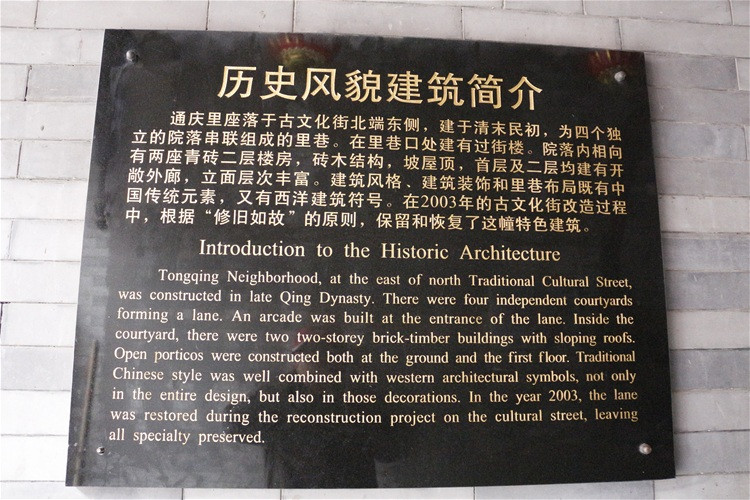 历史风貌建筑简介
通庆里座落于古文化街北端东侧，建于清末民初，为四个独
立的院落串联组成的里巷。在里巷口处建有过街楼。院落内相向
有两座青砖二层楼房，砖木结构，坡屋顶，首层及二层均建有开
敞外廊，立面层次丰富。建筑风格、建筑装饰和里巷布局既有中
国传统元素，又有西洋建筑符号。在2003年的古文化街改造过程
中，根据“修旧如故”的原则，保留和恢复了这幢特色建筑。
Introduction to the Historic Architecture
Tongqing Neighborhood, at the east of north Traditional Cultural Street,
was constructed in late Qing Dynasty. There were four independent courtyards
forming a lane. An arcade was built at the entrance of the lane. Inside the
courtyard, there were two two-storey brick-timber buildings with sloping roofs.
Open porticos were constructed both at the ground and the first floor. Traditional
Chinese style was well combined with western architectural symbols, not only
in the entire design, but also in those decorations. In the year 2003, the lane
was restored during the reconstruction project on the cultural street, leaving
all specialty preserved.